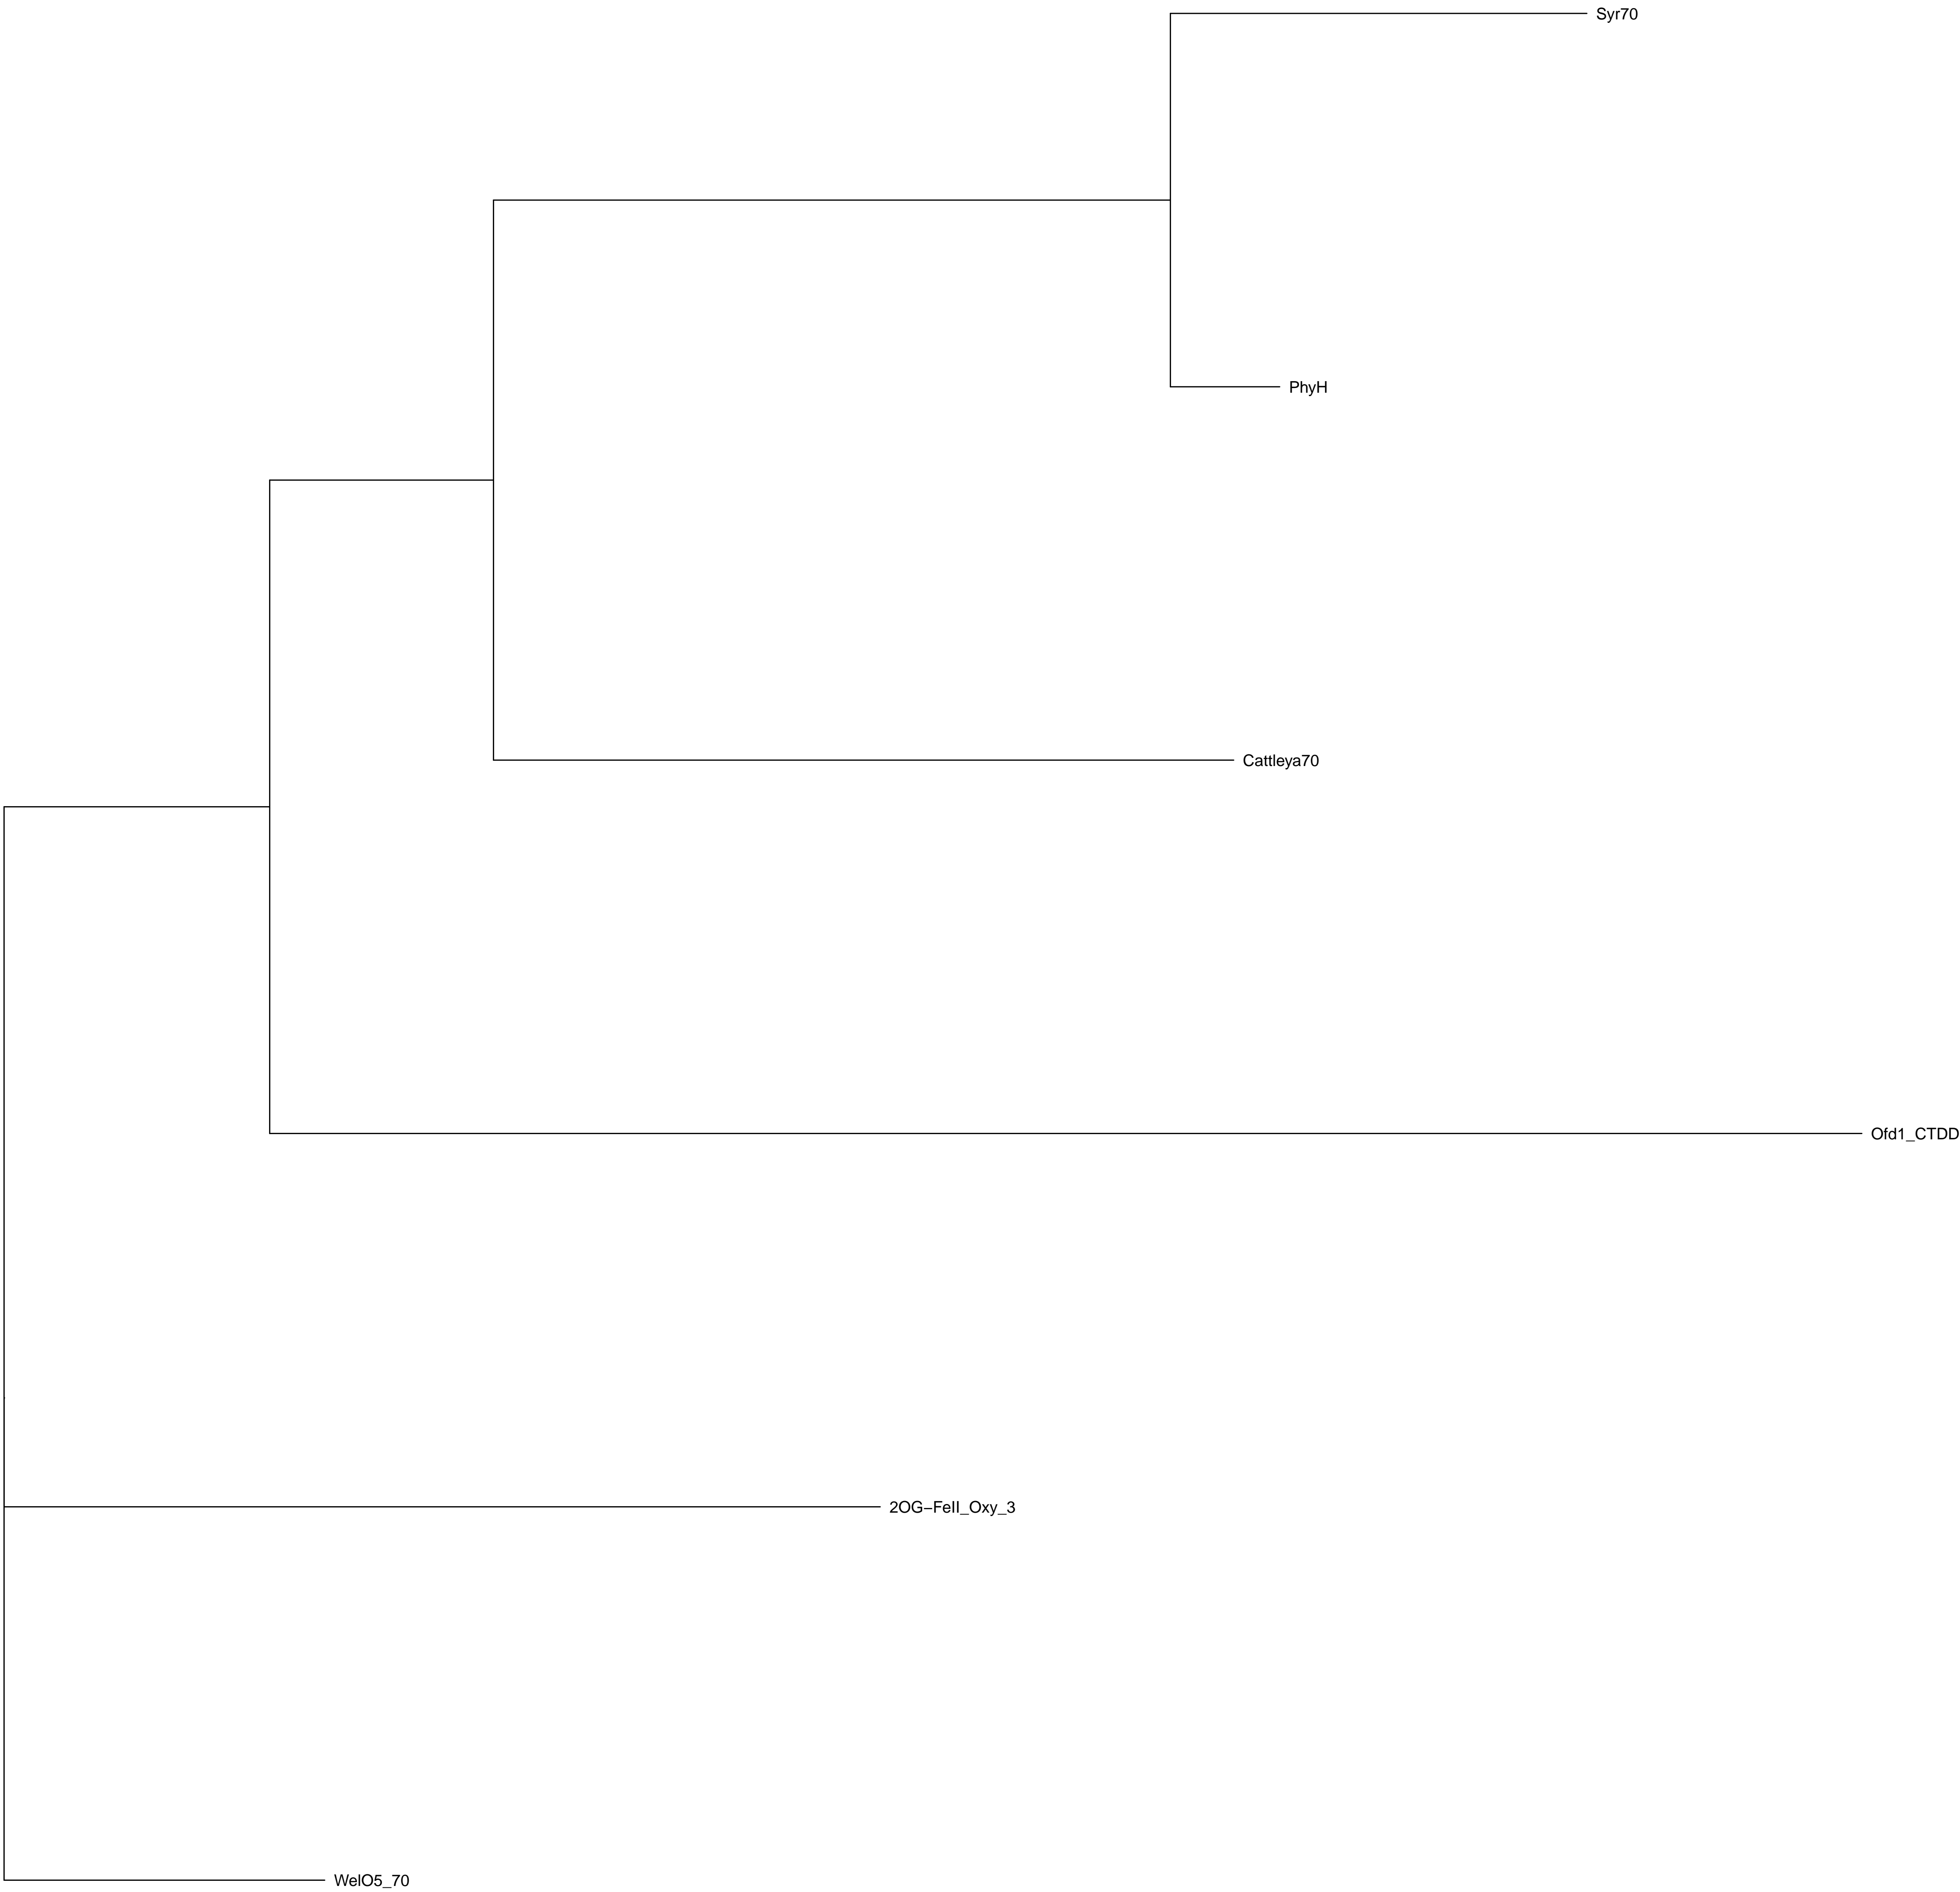 Syr70
PhyH
Cattleya70
Ofd1_CTDD
2OG−FeII_Oxy_3
WelO5_70